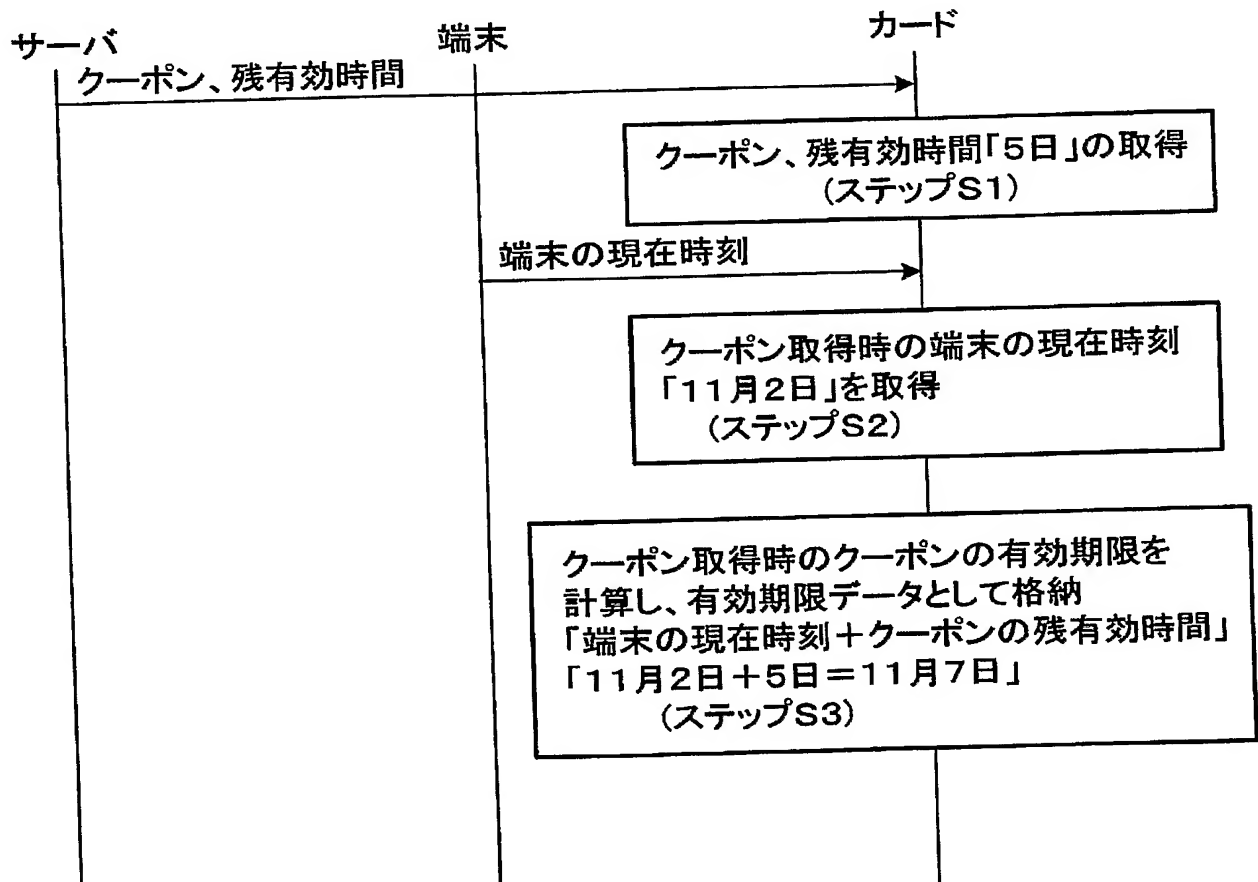 サーバ
端末
カード
クーポン、残有効時間
クーポン、残有効時間「5日」の取得
(ステップS1)
端末の現在時刻
クーポン取得時の端末の現在時刻
「11月2日」を取得
(ステップS2)
クーポン取得時のクーポンの有効期限を
計算し、有効期限データとして格納
「端末の現在時刻+クーポンの残有効時間」
「11月2日+5日=11月7日」
(ステップS3)